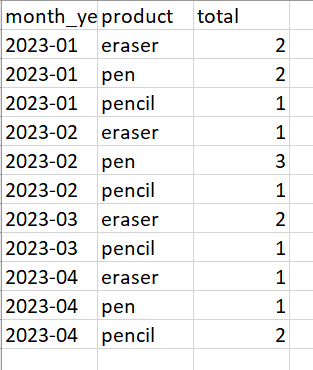 month_ye product total
2023-01 eraser 2
2023-01 pen 2
2023-01 pencil 1
2023-02 eraser 1
2023-02 pen 3
2023-02 pencil 1
2023-03 eraser 2
2023-03 pencil 1
2023-04 eraser 1
2023-04 pen 1
2023-04 pencil 2